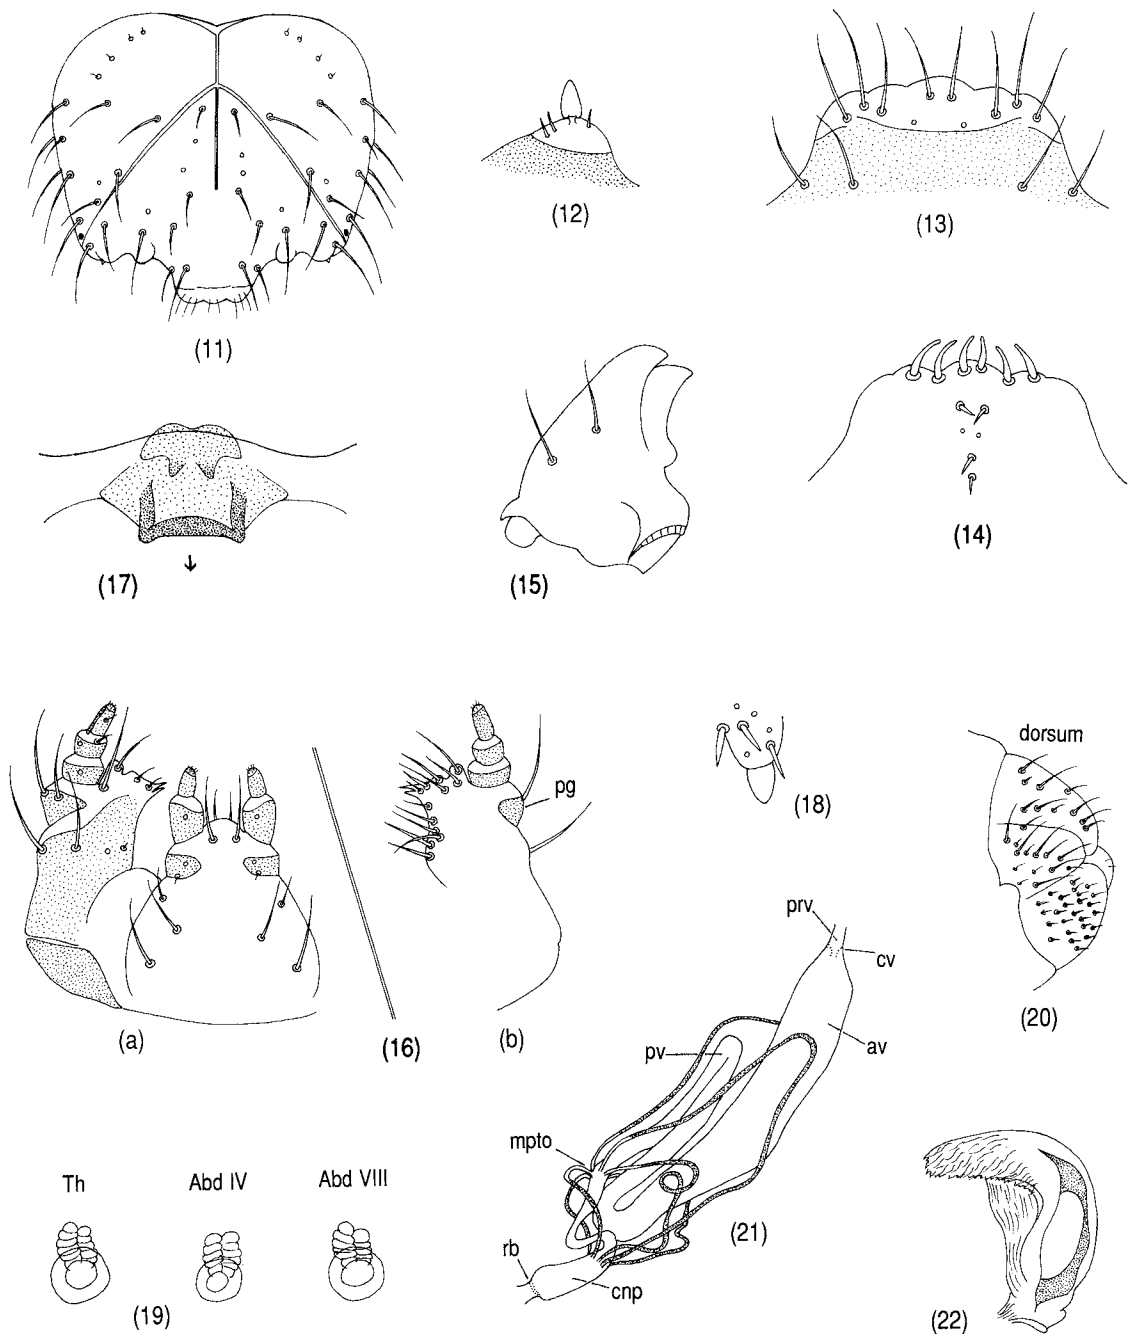 (11)
(12)
(13)
(17)
(15)
(14)
pg
(18)
dorsum
(20)
(a)
(16)
(b)
prv
cv
av
pv
mpto
rb
cnp
(21)
Th
Abd IV
Abd VIII
(19)
(22)